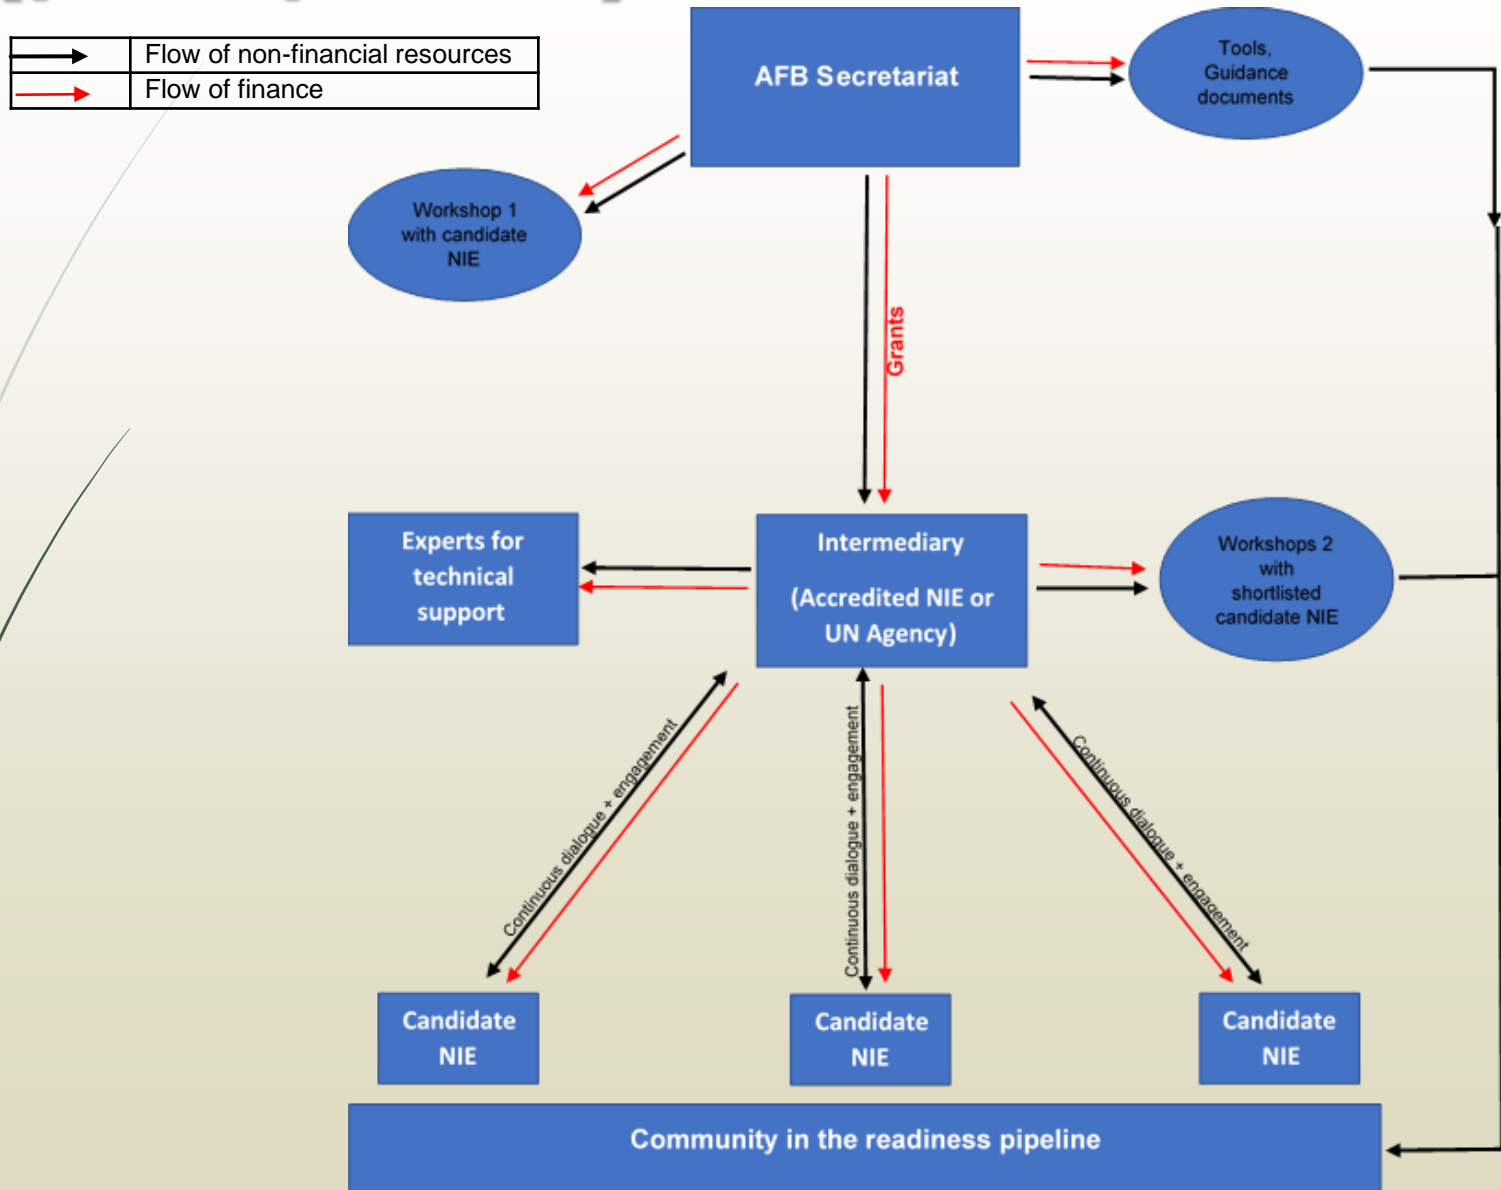 Flow of non-financial resources
Flow of finance
AFB Secretariat
Tools,
Guidance
documents
Workshop 1
with candidate
NIE
Grants
Experts for
technical
support
Intermediary
(Accredited NIE or
UN Agency)
Workshops 2
with
shortlisted
candidate NIE
Continuous dialogue + engagement
Continuous dialogue + engagement
Continuous dialogue + engagement
Candidate
NIE
Candidate
NIE
Candidate
NIE
Community in the readiness pipeline